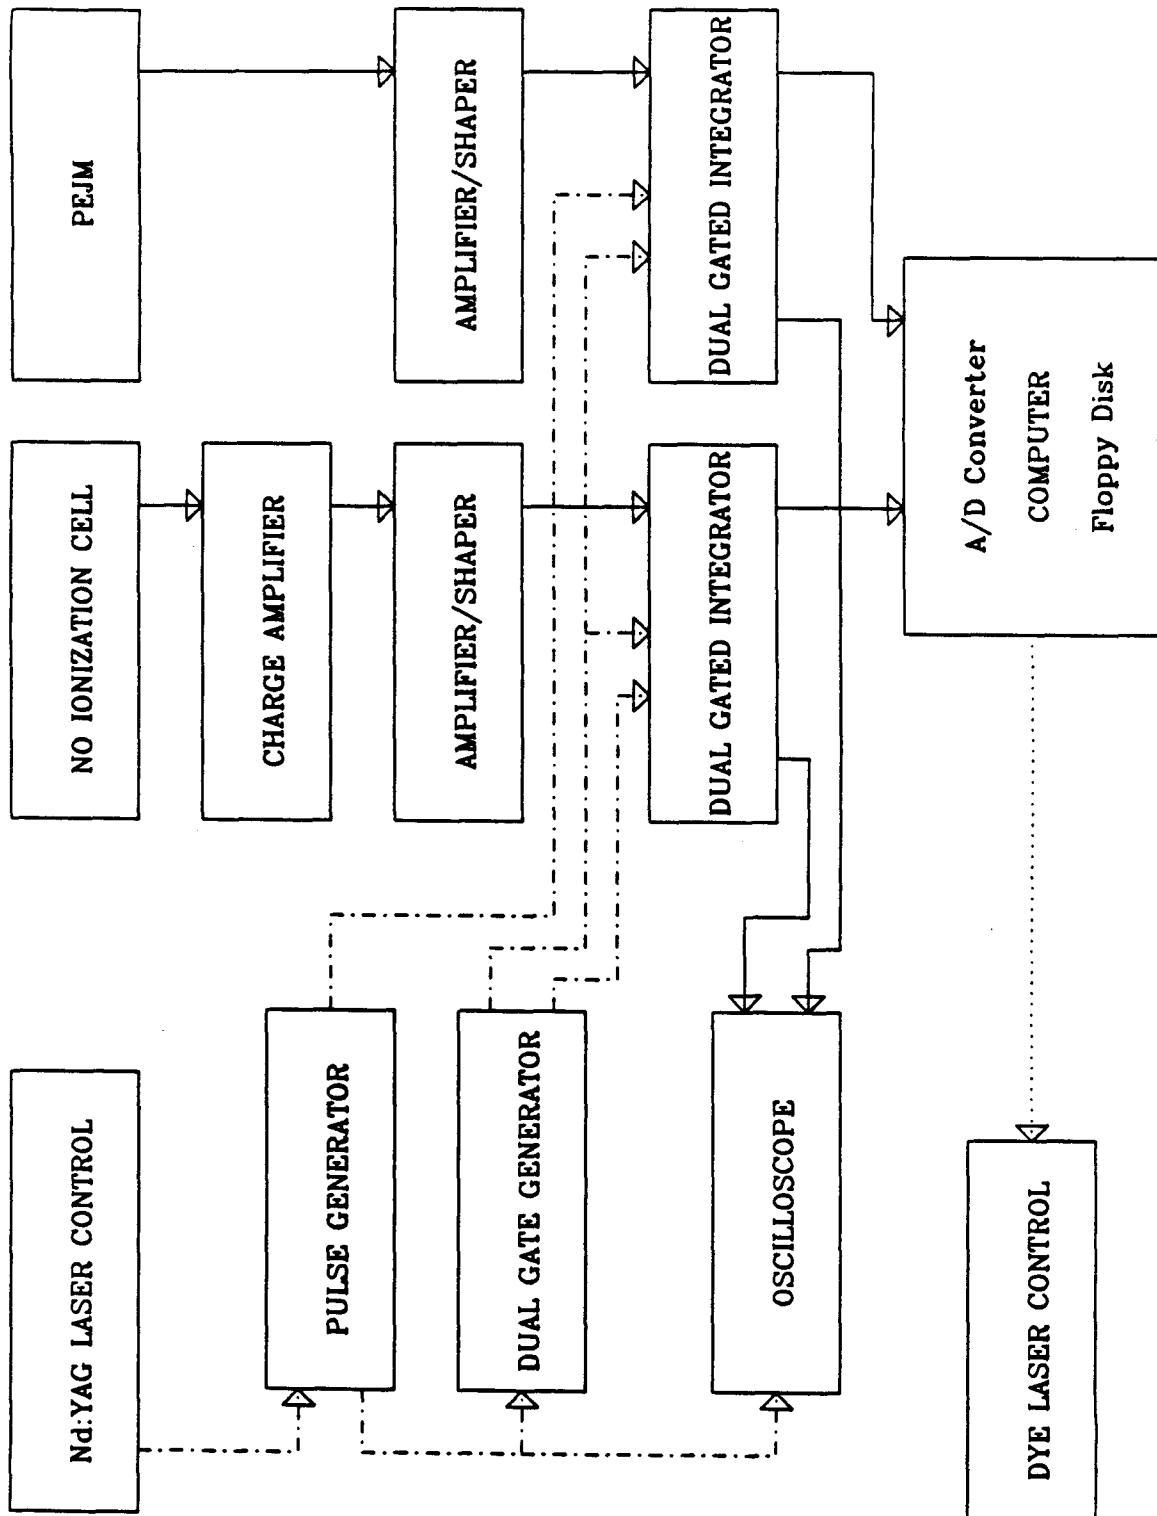 Nd:YAG LASER CONTROL
NO IONIZATION CELL
PEJM
CHARGE AMPLIFIER
PULSE GENERATOR
AMPLIFIER/SHAPER
AMPLIFIER/SHAPER
DUAL GATE GENERATOR
DUAL GATED INTEGRATOR
DUAL GATED INTEGRATOR
OSCILLOSCOPE
A/D Converter
COMPUTER
Floppy Disk
DYE LASER CONTROL